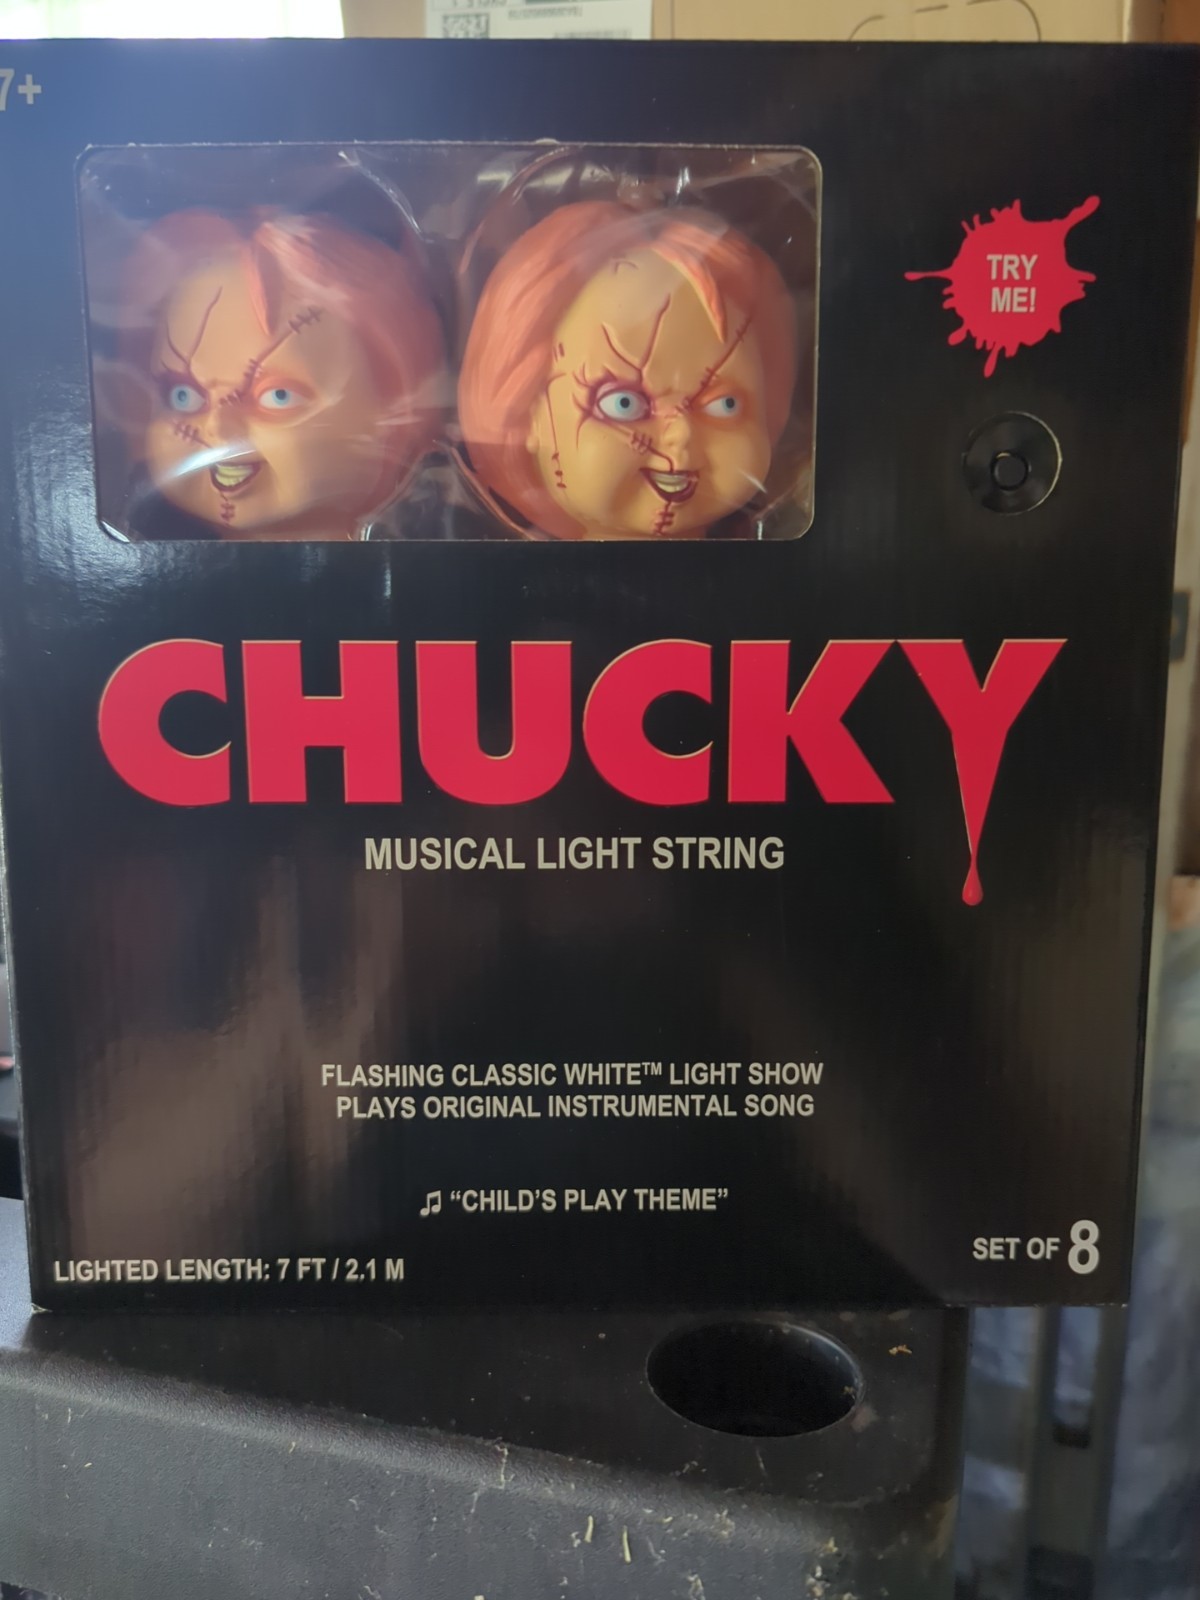 7+
TRY
ME!
CHUCKY
MUSICAL LIGHT STRING
FLASHING CLASSIC WHITE™ LIGHT SHOW
PLAYS ORIGINAL INSTRUMENTAL SONG
♫ “CHILD’S PLAY THEME”
SET OF 8
LIGHTED LENGTH: 7 FT / 2.1 M